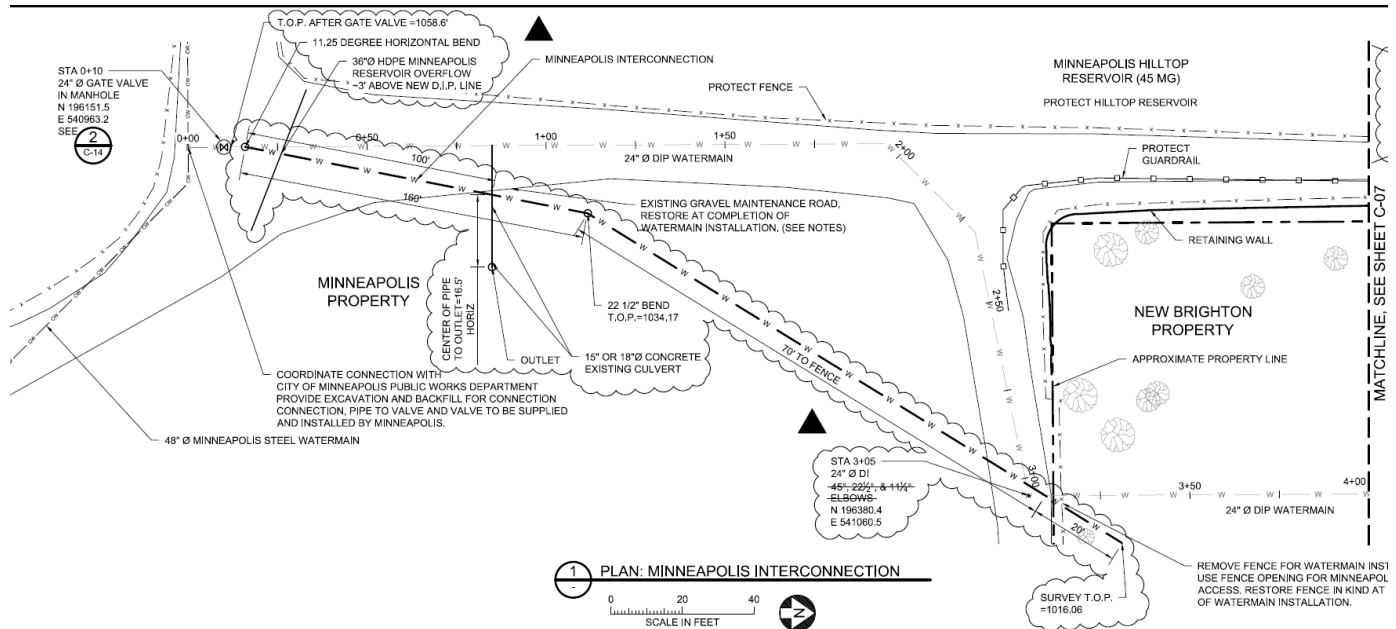 T.O.P. AFTER GATE VALVE =1058.6'
11.25 DEGREE HORIZONTAL BEND
36"Ø HDPE MINNEAPOLIS
RESERVOIR OVERFLOW
~3' ABOVE NEW D.I.P. LINE
MINNEAPOLIS INTERCONNECTION
PROTECT FENCE
MINNEAPOLIS HILLTOP
RESERVOIR (45 MG)
PROTECT HILLTOP RESERVOIR
STA 0+10
24" Ø GATE VALVE
IN MANHOLE
N 196151.5
E 540963.2
SEE
2
C-14
0+00
0+50
1+00
1+50
2+00
24" Ø DIP WATERMAIN
100'
160'
PROTECT
GUARDRAIL
EXISTING GRAVEL MAINTENANCE ROAD,
RESTORE AT COMPLETION OF
WATERMAIN INSTALLATION. (SEE NOTES)
RETAINING WALL
MINNEAPOLIS
PROPERTY
CENTER OF PIPE
TO OUTLET=16.5'
HORIZ
22 1/2" BEND
T.O.P.=1034.17
2+50
NEW BRIGHTON
PROPERTY
MATCHLINE, SEE SHEET C-07
OUTLET
15" OR 18"Ø CONCRETE
EXISTING CULVERT
70' TO FENCE
APPROXIMATE PROPERTY LINE
COORDINATE CONNECTION WITH
CITY OF MINNEAPOLIS PUBLIC WORKS DEPARTMENT
PROVIDE EXCAVATION AND BACKFILL FOR CONNECTION
CONNECTION, PIPE TO VALVE AND VALVE TO BE SUPPLIED
AND INSTALLED BY MINNEAPOLIS.
48" Ø MINNEAPOLIS STEEL WATERMAIN
STA 3+05
24" Ø DI
45°, 22½°, & 11¼°
ELBOWS
N 196380.4
E 541060.5
3+00
3+50
4+00
24" Ø DIP WATERMAIN
20'
1
-
PLAN: MINNEAPOLIS INTERCONNECTION
0 20 40
SCALE IN FEET
N
SURVEY T.O.P.
=1016.06
REMOVE FENCE FOR WATERMAIN INST
USE FENCE OPENING FOR MINNEAPOL
ACCESS. RESTORE FENCE IN KIND AT
OF WATERMAIN INSTALLATION.